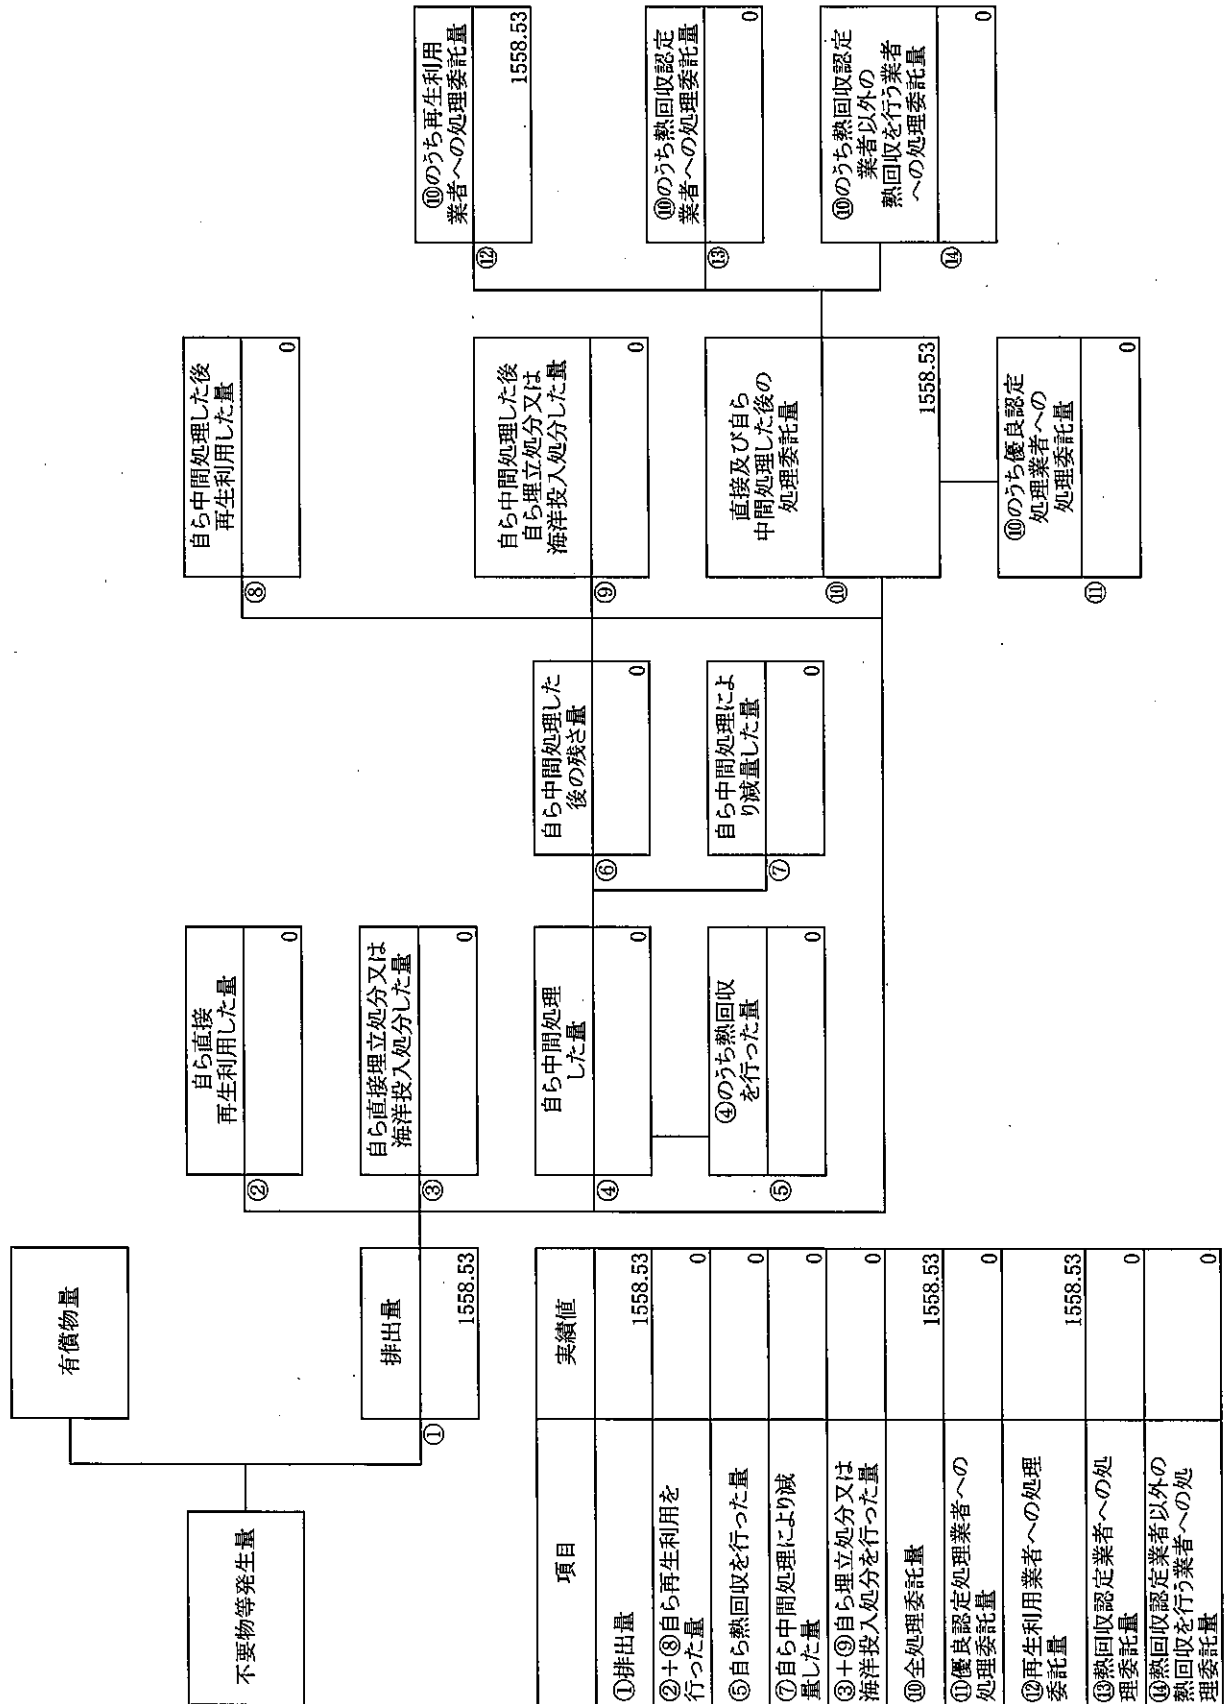 不要物等発生量
有償物量
①
排出量
1558.53
②
自ら直接
再生利用した量
0
③
自ら直接埋立処分又は
海洋投入処分した量
0
④
自ら中間処理
した量
0
⑤
④のうち熱回収
を行った量
0
⑥
自ら中間処理した
後の残さ量
0
⑦
自ら中間処理によ
り減量した量
0
⑧
自ら中間処理した後
再生利用した量
0
⑨
自ら中間処理した後
自ら埋立処分又は
海洋投入処分した量
0
⑩
直接及び自ら
中間処理した後の
処理委託量
1558.53
⑪
⑩のうち優良認定
処理業者への
処理委託量
0
⑫
⑩のうち再生利用
業者への処理委託量
1558.53
⑬
⑩のうち熱回収認定
業者への処理委託量
0
⑭
⑩のうち熱回収認定
業者以外の
熱回収を行う業者
への処理委託量
0
項目 実績値
①排出量 1558.53
②+⑧自ら再生利用を
行った量 0
⑤自ら熱回収を行った量 0
⑦自ら中間処理により減
量した量 0
③+⑨自ら埋立処分又は
海洋投入処分を行った量 0
⑩全処理委託量 1558.53
⑪優良認定処理業者への
処理委託量 0
⑫再生利用業者への処理
委託量 1558.53
⑬熱回収認定業者への処
理委託量 0
⑭熱回収認定業者以外の
熱回収を行う業者への処
理委託量 0